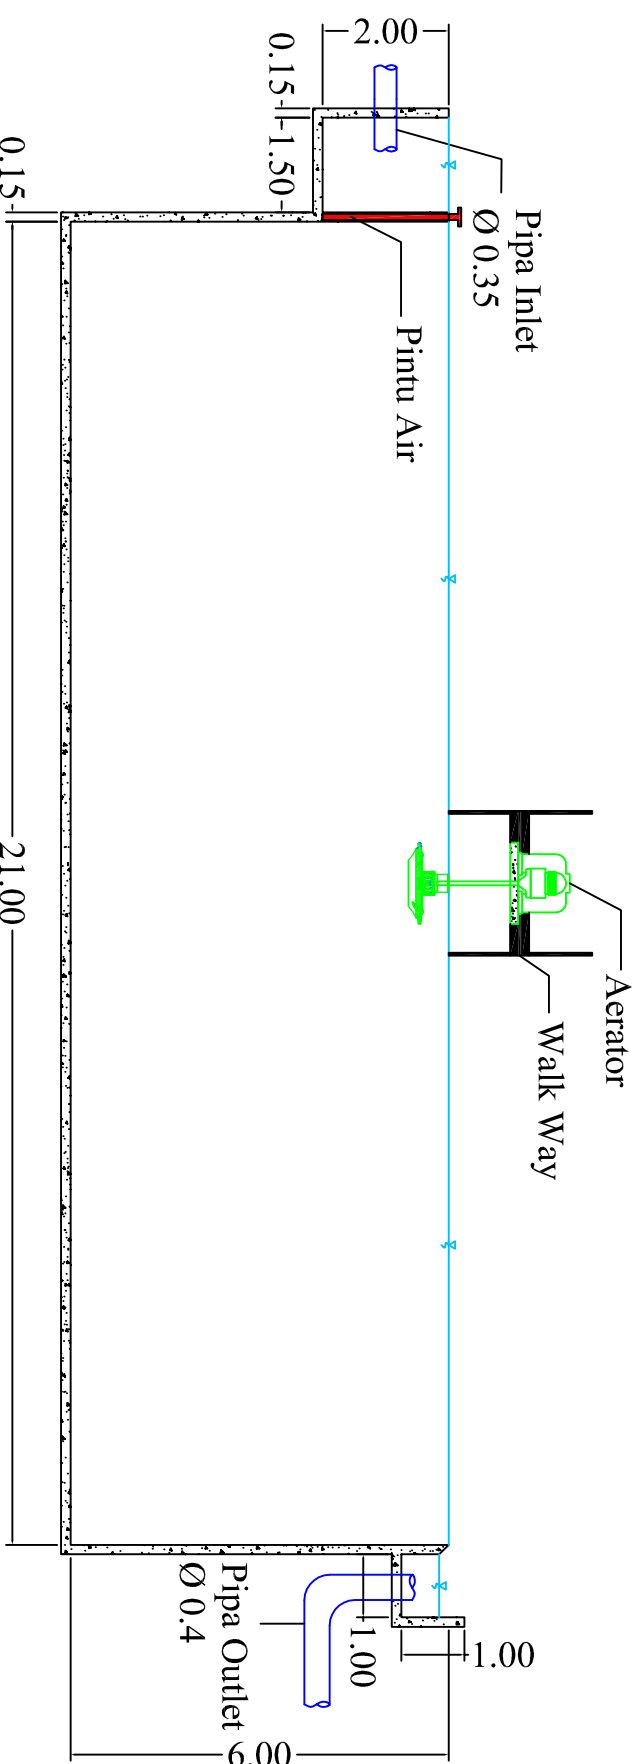 2.00
0.15
1.50
0.15
Pipa Inlet
Ø 0.35
Pintu Air
21.00
Aerator
Walk Way
Pipa Outlet
Ø 0.4
1.00
1.00
6.00